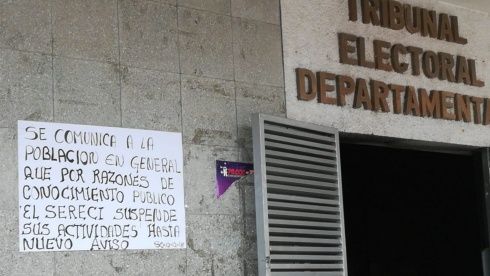 TRIBUNAL
ELECTORAL
DEPARTAMENTA
SE COMUNICA A LA
POBLACION EN GENERAL
QUE POR RAZONES DE
CONOCIMIENTO PUBLICO
EL SERECI SUSPENDE
SUS ACTIVIDADES HASTA
NUEVO AVISO